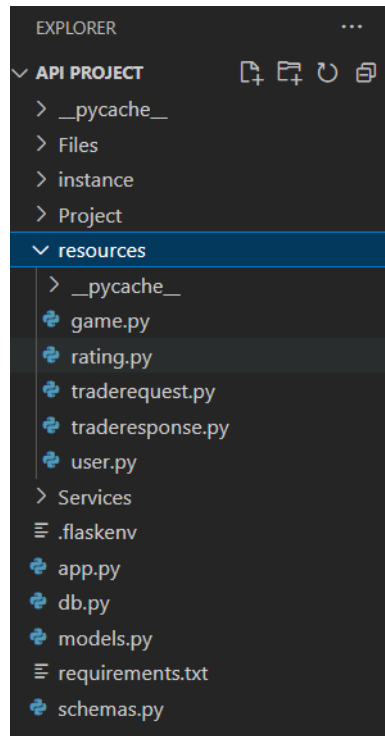 EXPLORER
API PROJECT
__pycache__
Files
instance
Project
resources
__pycache__
game.py
rating.py
traderequest.py
traderesponse.py
user.py
Services
.flaskenv
app.py
db.py
models.py
requirements.txt
schemas.py